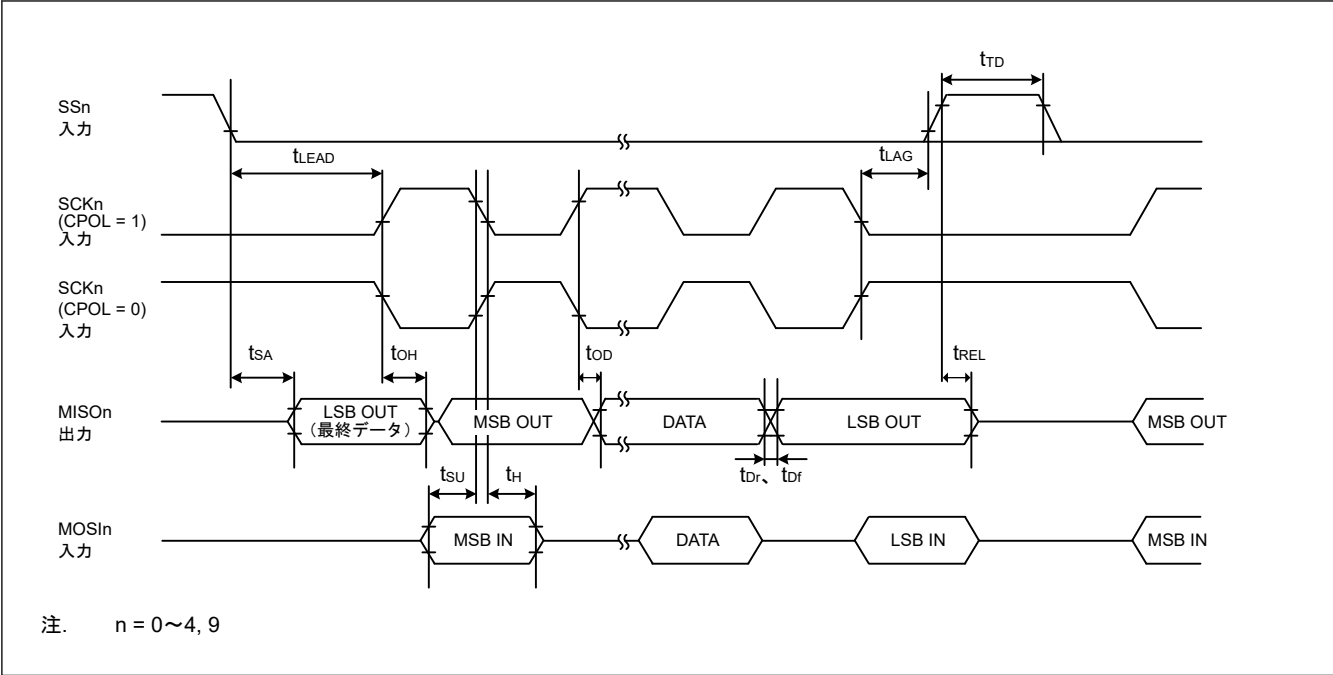 tTD
SSn
入力
tLEAD
tLAG
SCKn
(CPOL = 1)
入力
SCKn
(CPOL = 0)
入力
tSA
tOH
tOD
tREL
MISOn
出力
LSB OUT
(最終データ)
MSB OUT
DATA
LSB OUT
MSB OUT
tSU
tH
tDr、tDf
MOSIn
入力
MSB IN
DATA
LSB IN
MSB IN
注. n = 0～4, 9